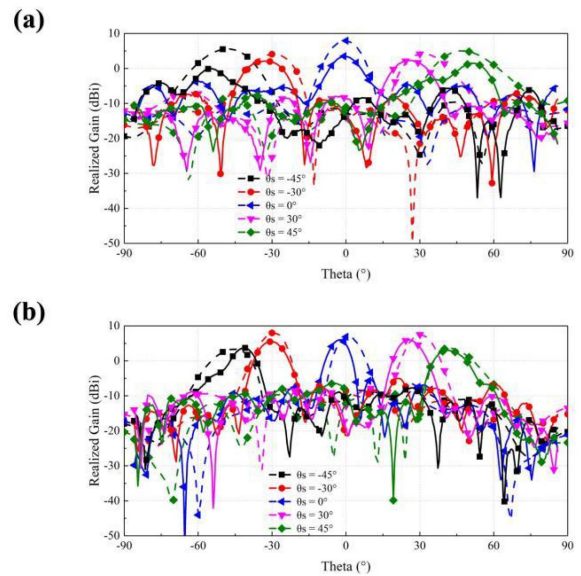 (a)
20
10
0
-10
-20
-30
-40
-50
Realized Gain (dBi)
θs = -45°
θs = -30°
θs = 0°
θs = 30°
θs = 45°
-90 -60 -30 0 30 60 90
Theta (°)
(b)
20
10
0
-10
-20
-30
-40
-50
Realized Gain (dBi)
θs = -45°
θs = -30°
θs = 0°
θs = 30°
θs = 45°
-90 -60 -30 0 30 60 90
Theta (°)